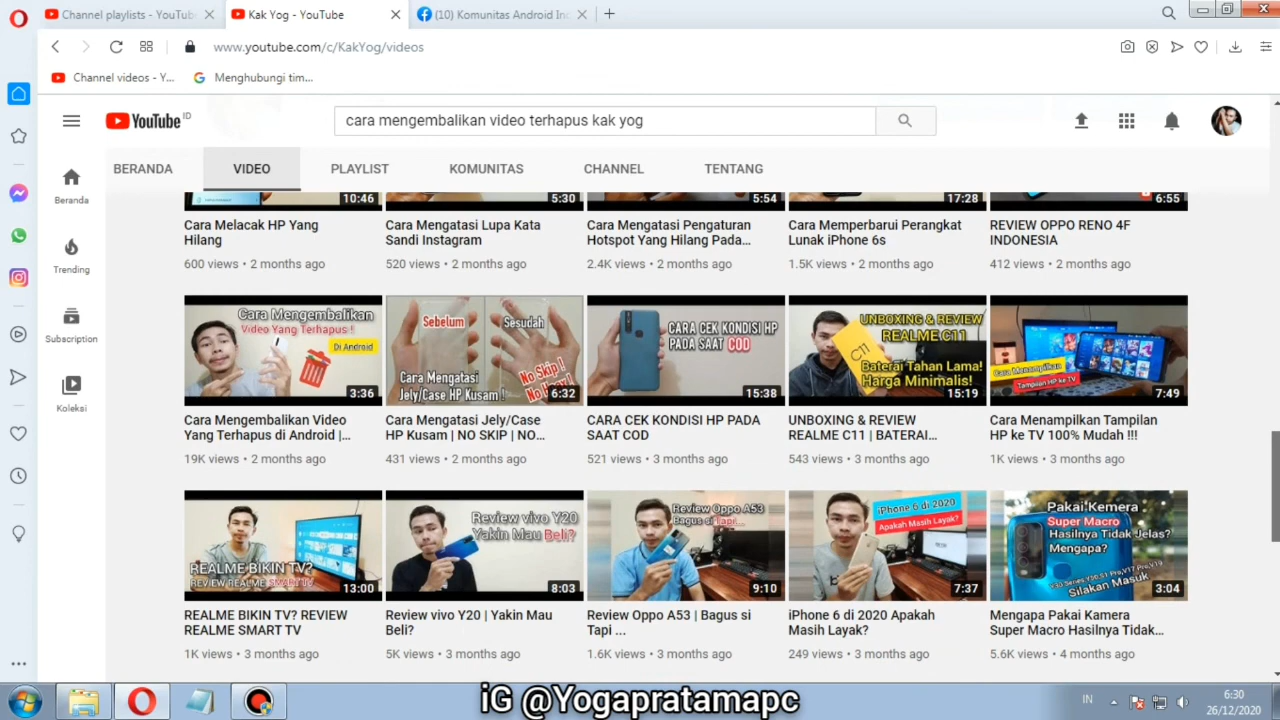 Channel playlists - YouTube
Kak Yog - YouTube
(10) Komunitas Android Ind
www.youtube.com/c/KakYog/videos
Channel videos - Y...
Menghubungi tim...
YouTube ID
cara mengembalikan video terhapus kak yog
BERANDA
VIDEO
PLAYLIST
KOMUNITAS
CHANNEL
TENTANG
Beranda
Trending
Subscription
Koleksi
10:46
5:30
5:54
17:28
6:55
Cara Melacak HP Yang
Hilang
600 views • 2 months ago
Cara Mengatasi Lupa Kata
Sandi Instagram
520 views • 2 months ago
Cara Mengatasi Pengaturan
Hotspot Yang Hilang Pada...
2.4K views • 2 months ago
Cara Memperbarui Perangkat
Lunak iPhone 6s
1.5K views • 2 months ago
REVIEW OPPO RENO 4F
INDONESIA
412 views • 2 months ago
Cara Mengembalikan
Video Yang Terhapus !
Di Android
3:36
Cara Mengembalikan Video
Yang Terhapus di Android |...
19K views • 2 months ago
Sebelum
Sesudah
No Skip !
Cara Mengatasi
Jely/Case HP Kusam !
6:32
Cara Mengatasi Jely/Case
HP Kusam | NO SKIP | NO...
431 views • 2 months ago
CARA CEK KONDISI HP
PADA SAAT COD
15:38
CARA CEK KONDISI HP PADA
SAAT COD
521 views • 3 months ago
UNBOXING & REVIEW
REALME C11
C11
Baterai Tahan Lama!
Harga Minimalis!
15:19
UNBOXING & REVIEW
REALME C11 | BATERAI...
543 views • 3 months ago
Cara Menampilkan
Tampilan HP ke TV
7:49
Cara Menampilkan Tampilan
HP ke TV 100% Mudah !!!
1K views • 3 months ago
REALME BIKIN TV?
REVIEW REALME SMART TV
13:00
REALME BIKIN TV? REVIEW
REALME SMART TV
1K views • 3 months ago
Review vivo Y20
Yakin Mau Beli?
8:03
Review vivo Y20 | Yakin Mau
Beli?
5K views • 3 months ago
Review Oppo A53
Bagus si Tapi...
9:10
Review Oppo A53 | Bagus si
Tapi ...
1.6K views • 3 months ago
iPhone 6 di 2020
Apakah Masih Layak?
7:37
iPhone 6 di 2020 Apakah
Masih Layak?
249 views • 3 months ago
Pakai Kemera
Super Macro
Hasilnya Tidak Jelas?
Mengapa?
Silakan Masuk
3:04
Mengapa Pakai Kamera
Super Macro Hasilnya Tidak...
5.6K views • 4 months ago
iG @Yogapratamapc
IN
6:30
26/12/2020